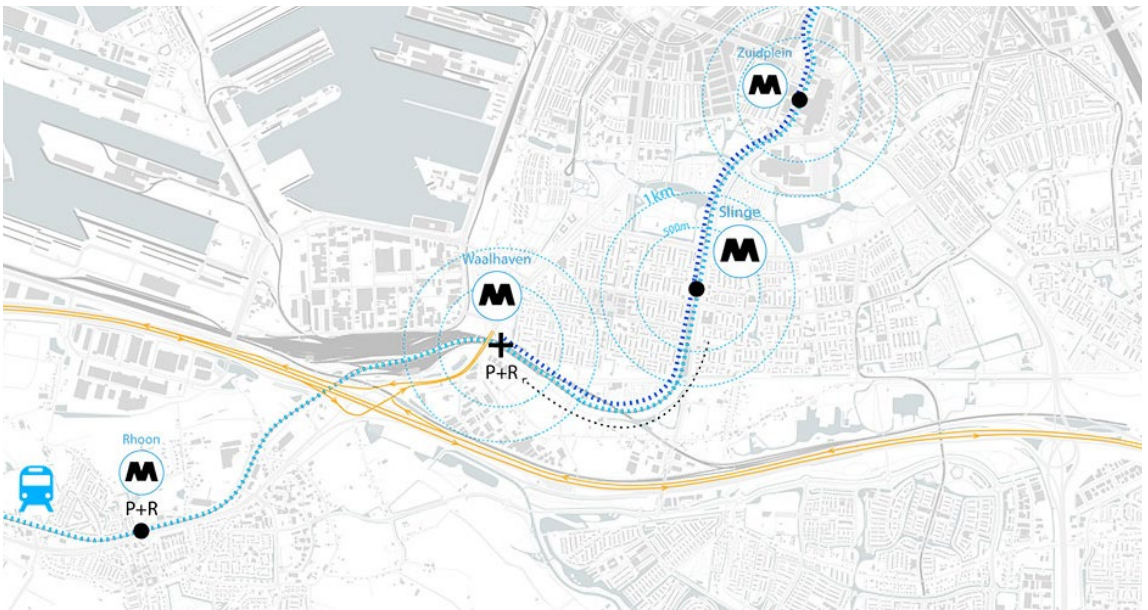 Zuidplein
M
1km
Slinge
500m
M
Waalhaven
M
P+R
Rhoon
M
P+R